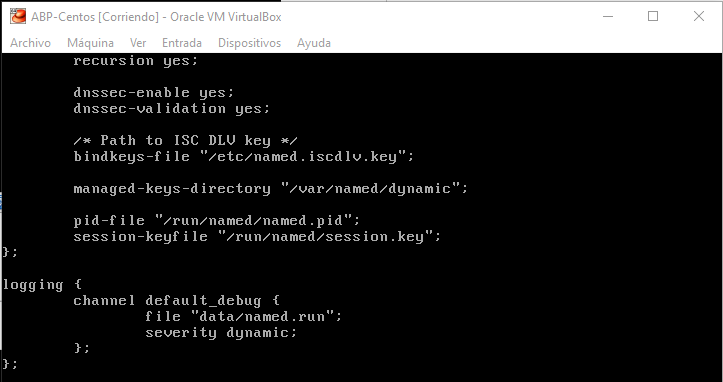 ABP-Centos [Corriendo] - Oracle VM VirtualBox
Archivo Máquina Ver Entrada Dispositivos Ayuda
recursion yes;
dnssec-enable yes;
dnssec-validation yes;
/* Path to ISC DLV key */
bindkeys-file "/etc/named.iscdlv.key";
managed-keys-directory "/var/named/dynamic";
pid-file "/run/named/named.pid";
session-keyfile "/run/named/session.key";
};
logging {
channel default_debug {
file "data/named.run";
severity dynamic;
};
};